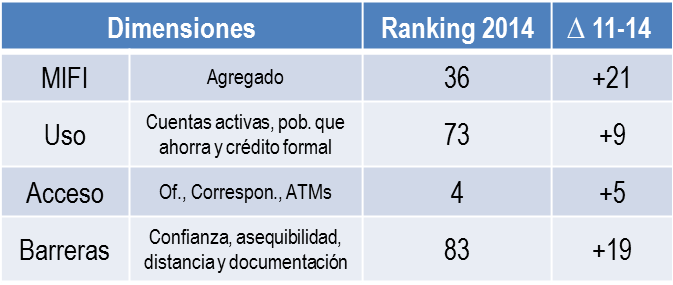 Dimensiones Ranking 2014 Δ 11-14
MIFI Agregado 36 +21
Uso Cuentas activas, pob. que ahorra y crédito formal 73 +9
Acceso Of., Correspon., ATMs 4 +5
Barreras Confianza, asequibilidad, distancia y documentación 83 +19